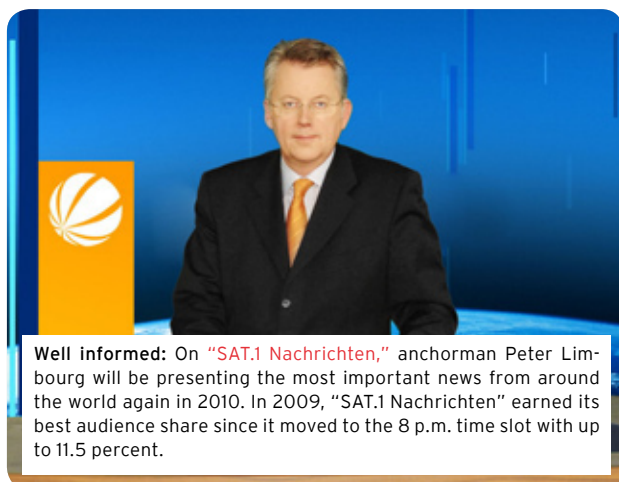 Well informed: On “SAT.1 Nachrichten,” anchorman Peter Lim-
bourg will be presenting the most important news from around
the world again in 2010. In 2009, “SAT.1 Nachrichten” earned its
best audience share since it moved to the 8 p.m. time slot with up
to 11.5 percent.